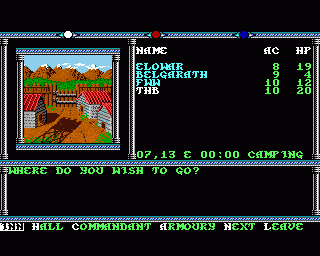 NAME AC HP
ELOWAR 8 19
BELGARATH 9 4
FWW 10 12
THB 10 20
07,13 E 00:00 CAMPING
WHERE DO YOU WISH TO GO?
INN HALL COMMANDANT ARMOURY NEXT LEAVE